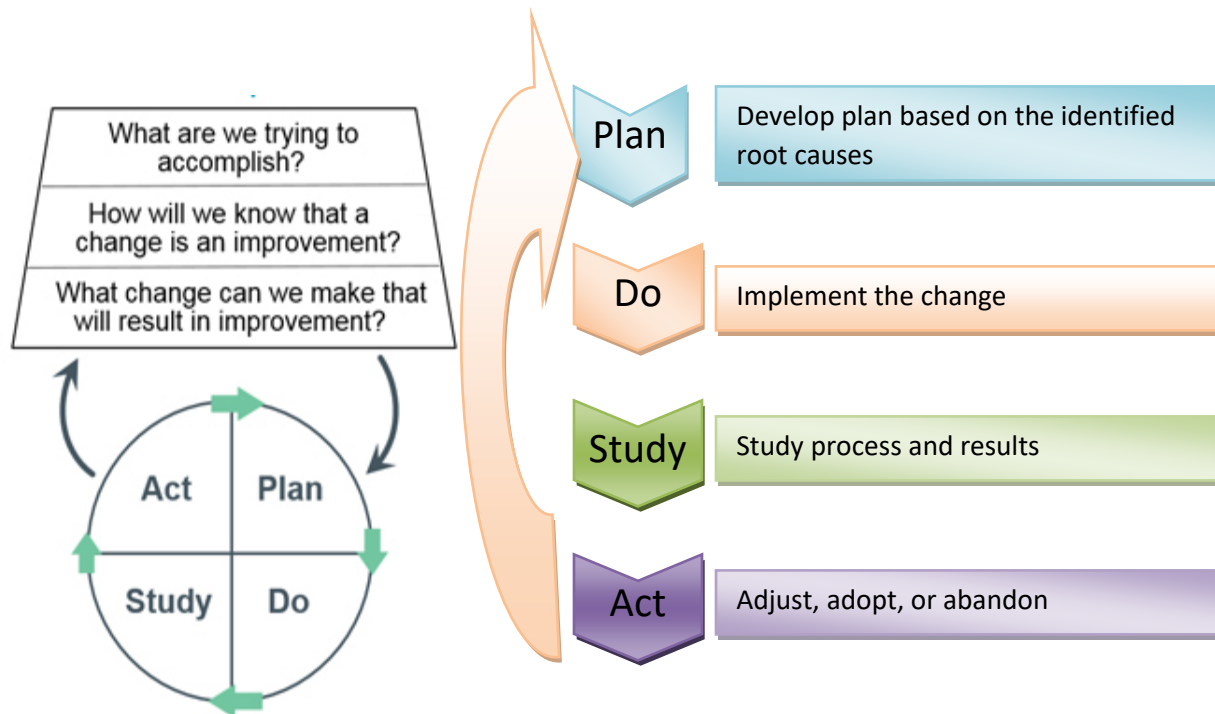 What are we trying to
accomplish?
How will we know that a
change is an improvement?
What change can we make that
will result in improvement?
Act
Plan
Study
Do
Plan
Develop plan based on the identified
root causes
Do
Implement the change
Study
Study process and results
Act
Adjust, adopt, or abandon